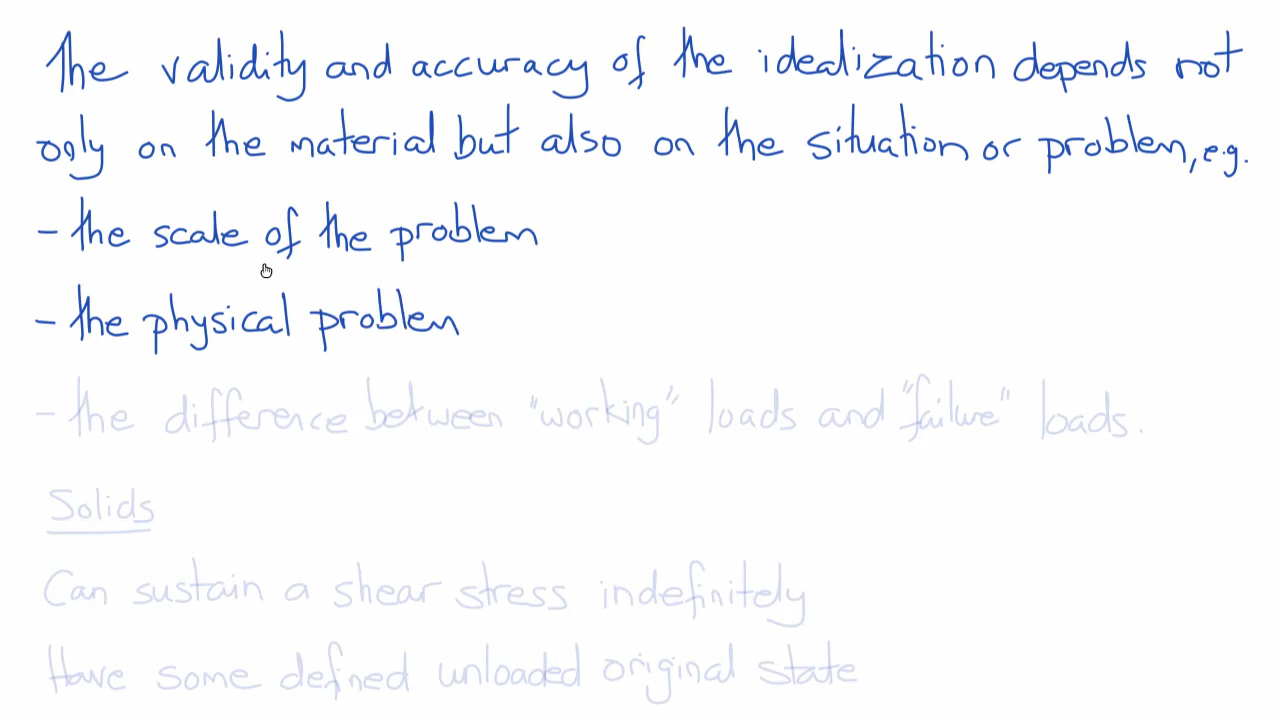 The validity and accuracy of the idealization depends not
only on the material but also on the situation or problem, e.g.
- the scale of the problem
- the physical problem
- the difference between "working" loads and "failure" loads.
Solids
Can sustain a shear stress indefinitely
Have some defined unloaded original state